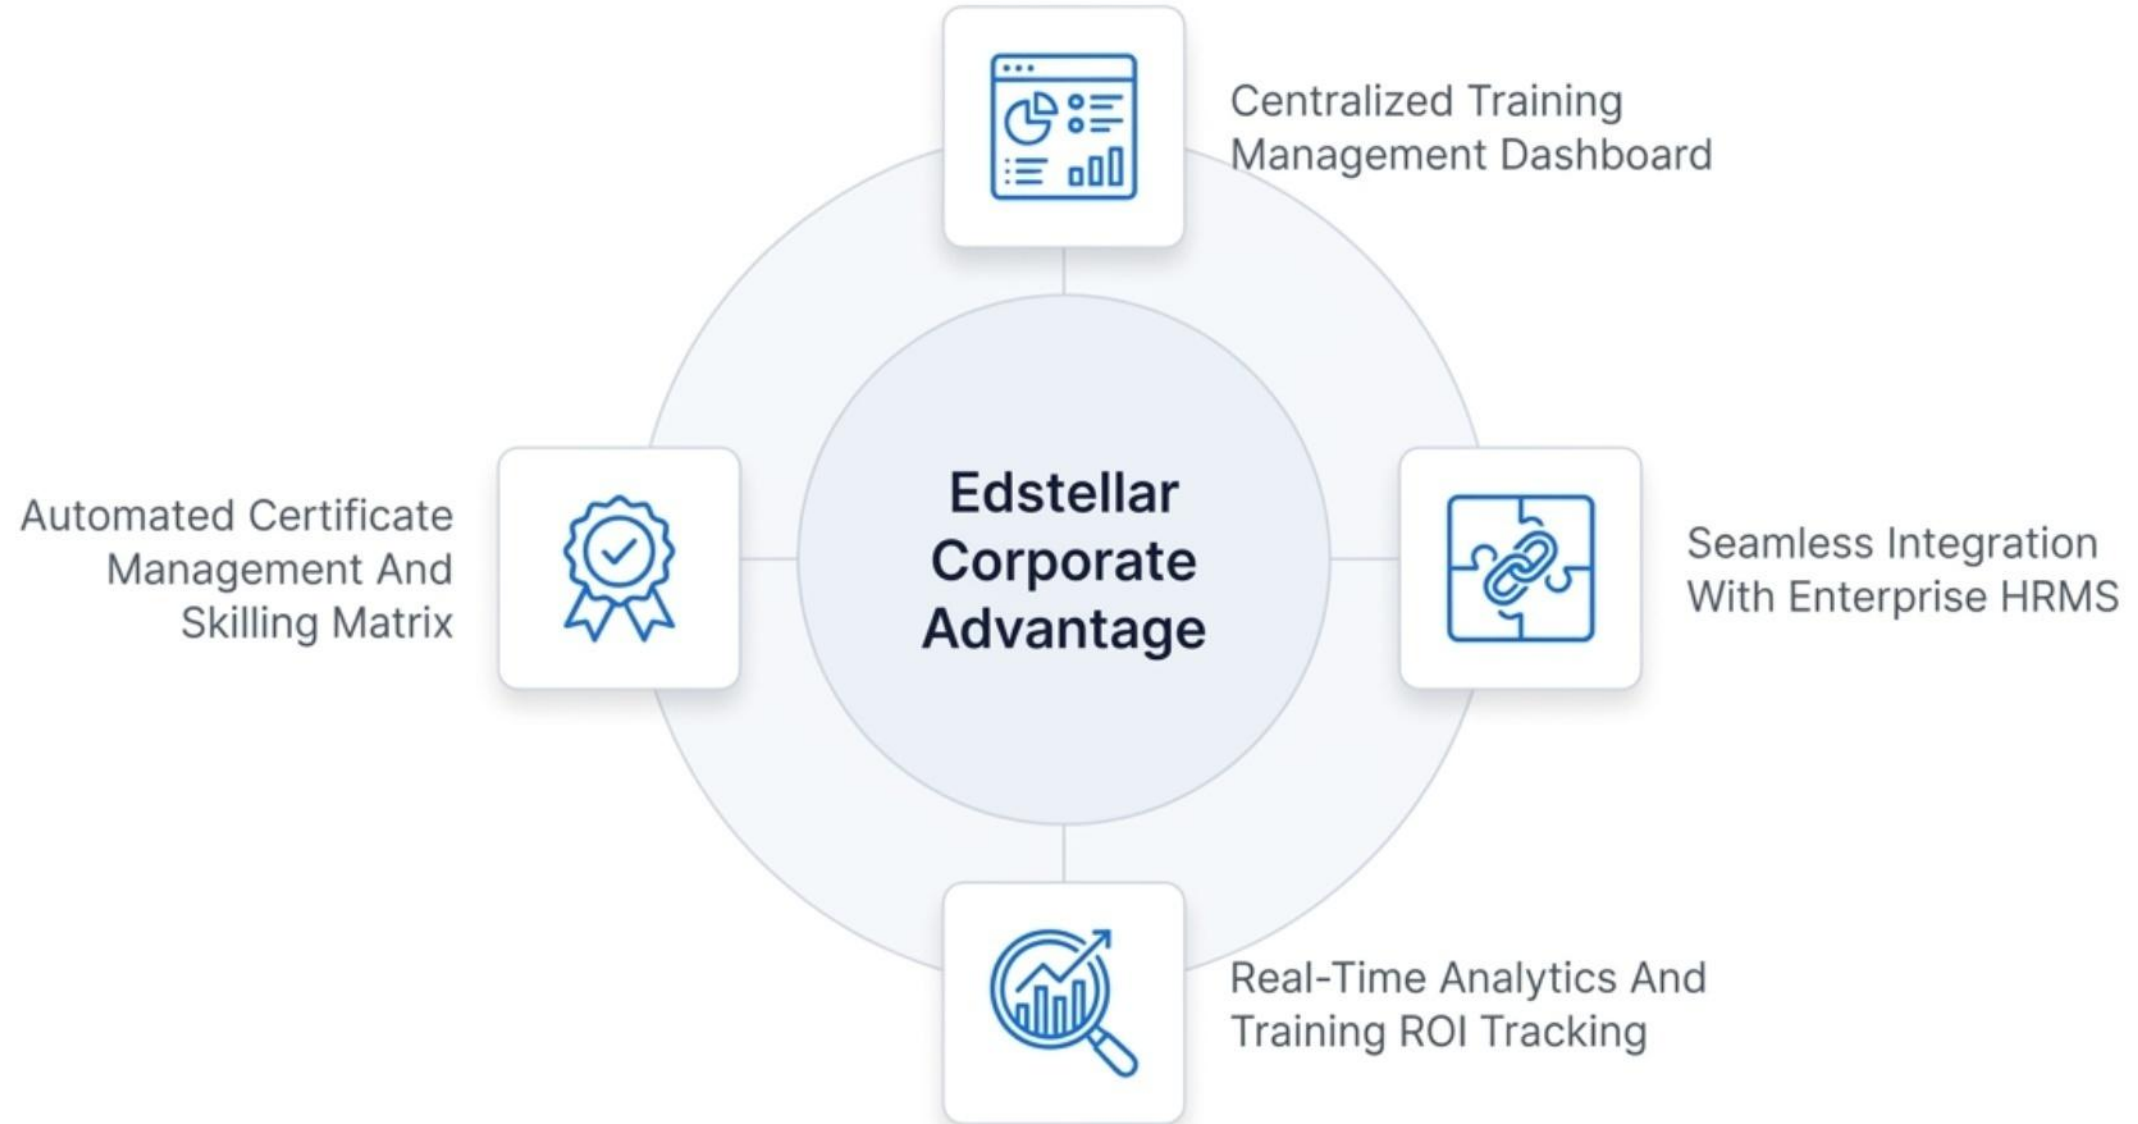 Centralized Training
Management Dashboard
Automated Certificate
Management And
Skilling Matrix
Edstellar
Corporate
Advantage
Seamless Integration
With Enterprise HRMS
Real-Time Analytics And
Training ROI Tracking